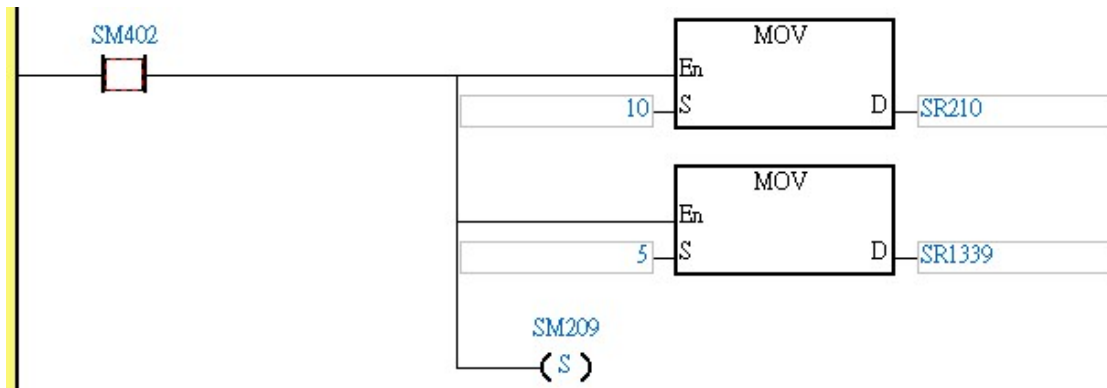 SM402
MOV
En
10 S D SR210
MOV
En
5 S D SR1339
SM209
( S )